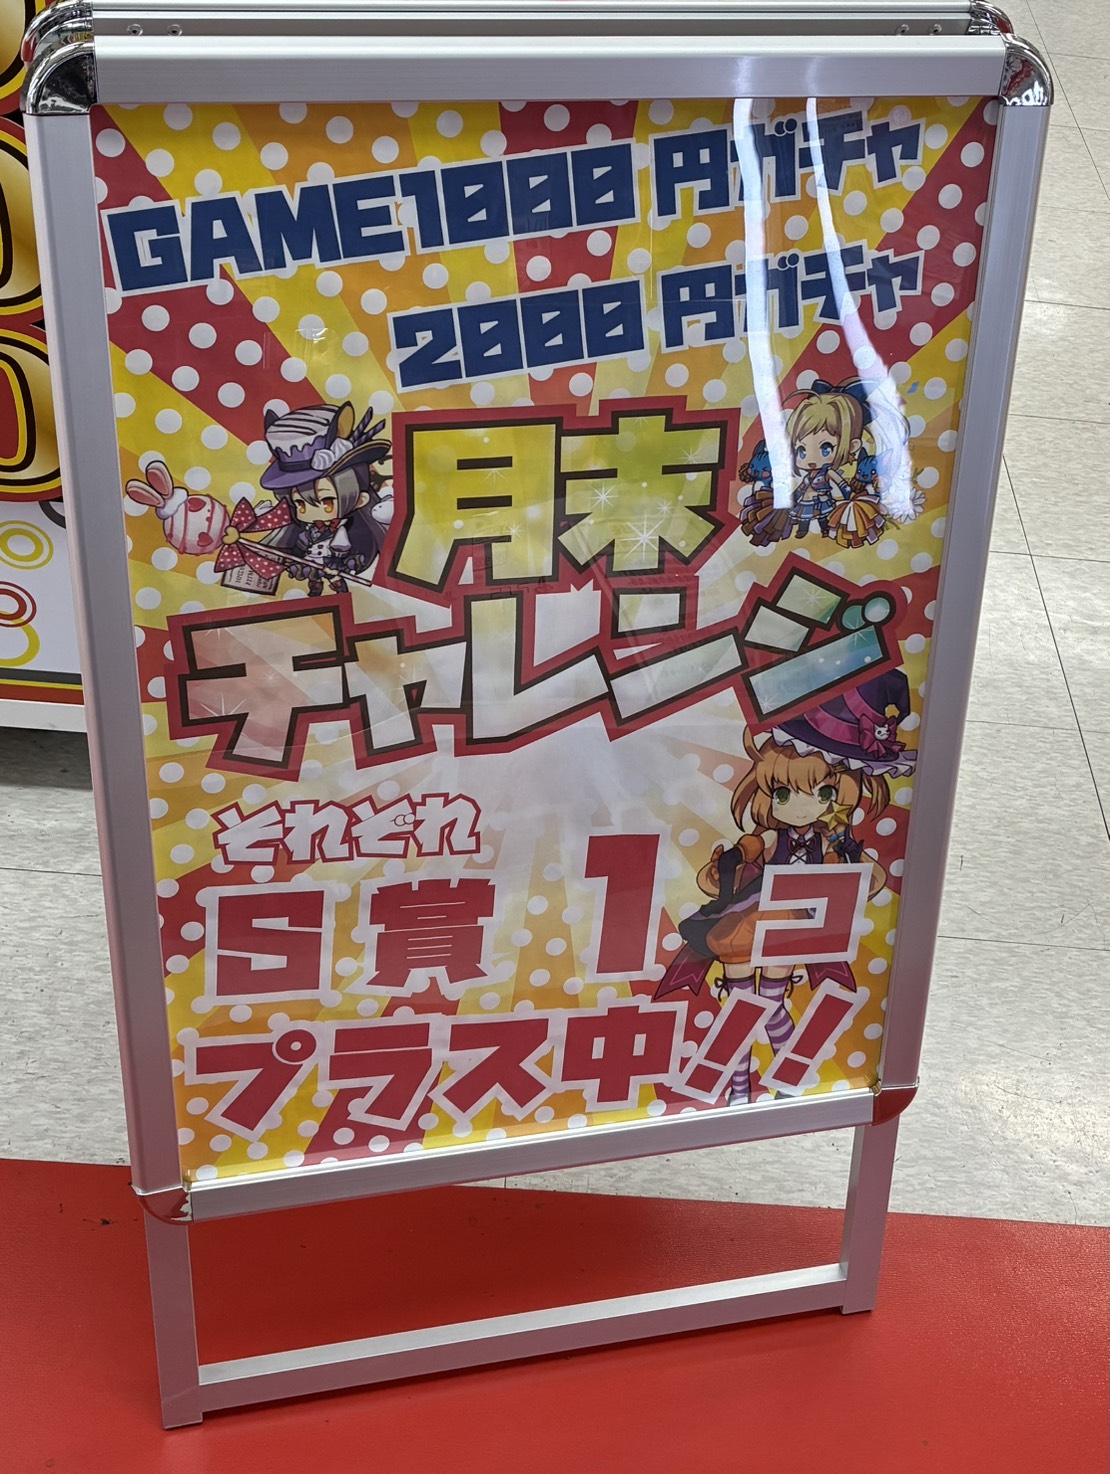 GAME1000円ガチャ
2000円ガチャ
月末
チャレンジ
それぞれ
S賞 1コ
プラス中!!